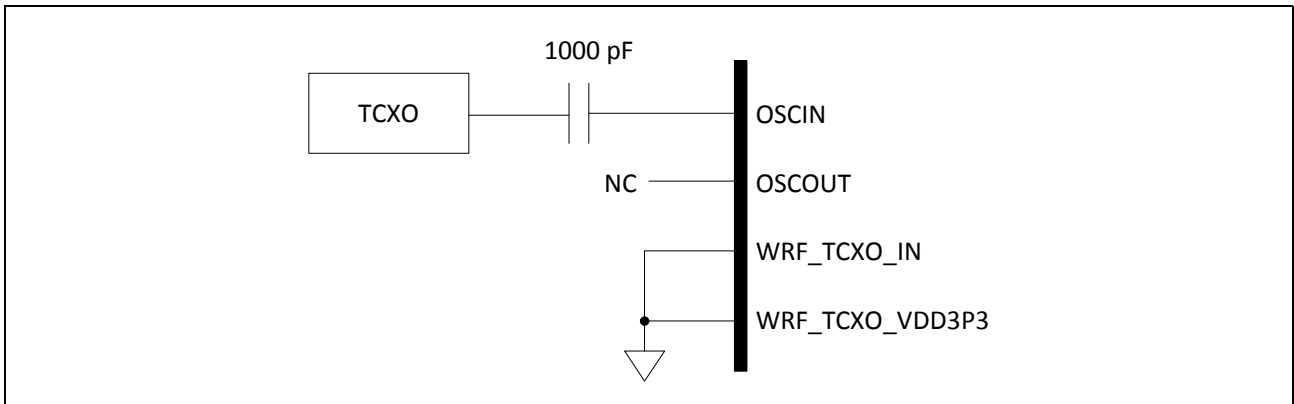 1000 pF
TCXO
OSCIN
NC
OSCOUT
WRF_TCXO_IN
WRF_TCXO_VDD3P3